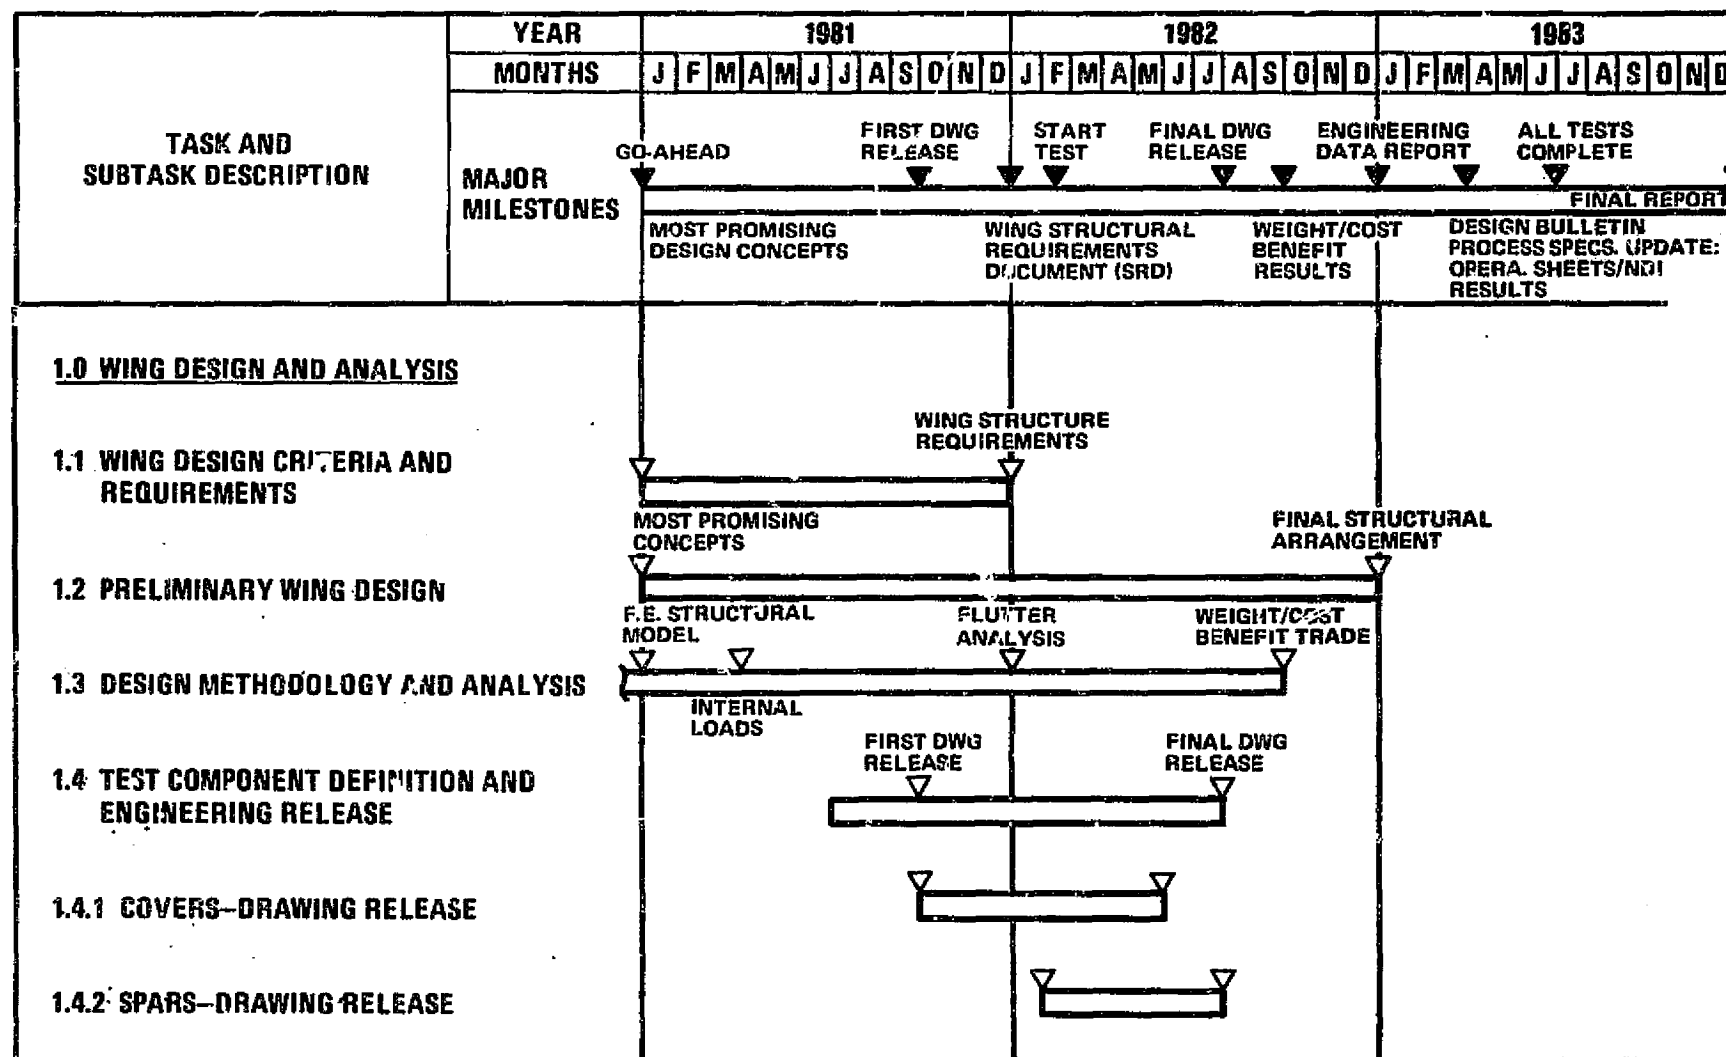 YEAR 1981 1982 1983
MONTHS J F M A M J J A S O N D J F M A M J J A S O N D J F M A M J J A S O N D
TASK AND
SUBTASK DESCRIPTION
MAJOR
MILESTONES
GO-AHEAD
FIRST DWG
RELEASE
START
TEST
FINAL DWG
RELEASE
ENGINEERING
DATA REPORT
ALL TESTS
COMPLETE
FINAL REPORT
MOST PROMISING
DESIGN CONCEPTS
WING STRUCTURAL
REQUIREMENTS
DOCUMENT (SRD)
WEIGHT/COST
BENEFIT
RESULTS
DESIGN BULLETIN
PROCESS SPECS. UPDATE:
OPERA. SHEETS/NDI
RESULTS
1.0 WING DESIGN AND ANALYSIS
WING STRUCTURE
REQUIREMENTS
1.1 WING DESIGN CRITERIA AND
REQUIREMENTS
MOST PROMISING
CONCEPTS
FINAL STRUCTURAL
ARRANGEMENT
1.2 PRELIMINARY WING DESIGN
F.E. STRUCTURAL
MODEL
FLUTTER
ANALYSIS
WEIGHT/COST
BENEFIT TRADE
1.3 DESIGN METHODOLOGY AND ANALYSIS
INTERNAL
LOADS
FIRST DWG
RELEASE
FINAL DWG
RELEASE
1.4 TEST COMPONENT DEFINITION AND
ENGINEERING RELEASE
1.4.1 COVERS–DRAWING RELEASE
1.4.2 SPARS–DRAWING RELEASE